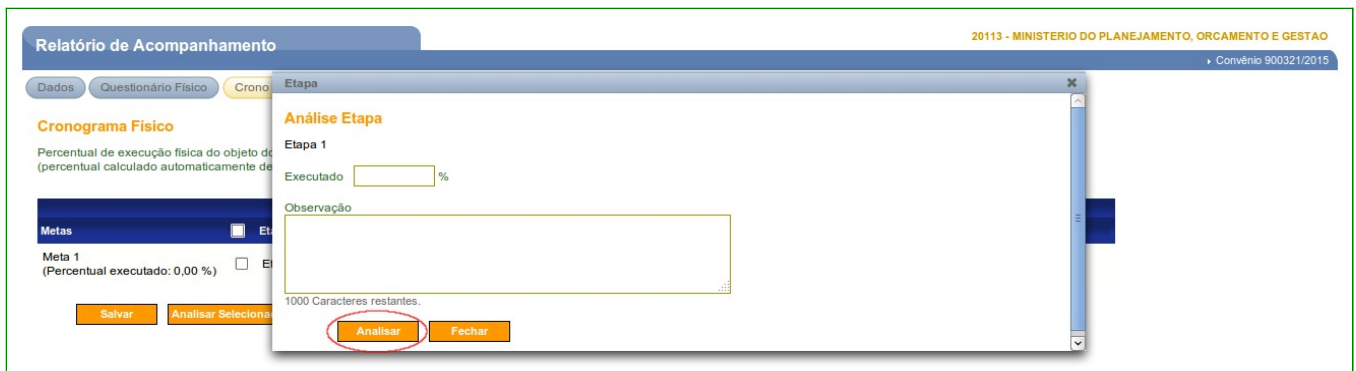 Relatório de Acompanhamento
20113 - MINISTERIO DO PLANEJAMENTO, ORCAMENTO E GESTAO
Convênio 900321/2015
Dados
Questionário Físico
Crono
Etapa
Análise Etapa
Etapa 1
Executado %
Observação
1000 Caracteres restantes.
Analisar
Fechar
Cronograma Físico
Percentual de execução física do objeto do
(percentual calculado automaticamente de
Metas
Meta 1
(Percentual executado: 0,00 %)
Salvar